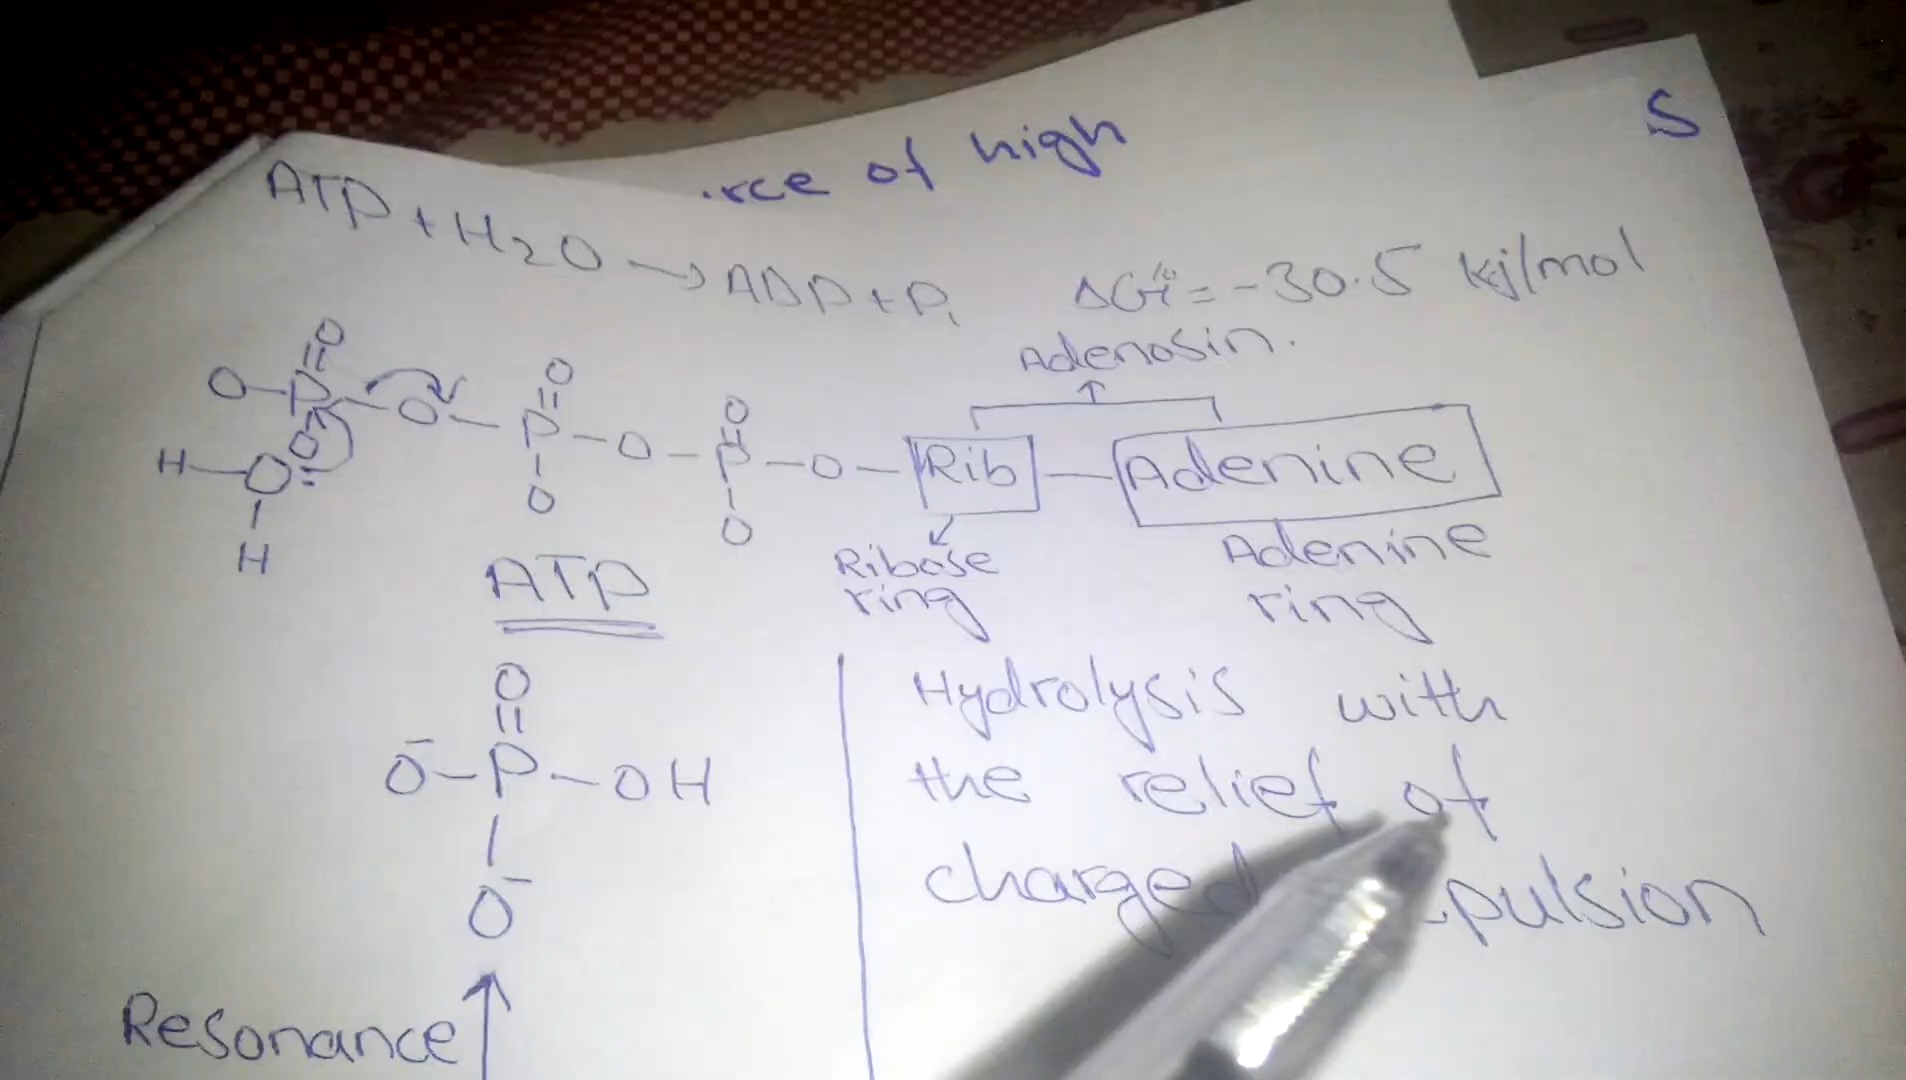 S
rce of high
ATP + H2O → ADP + Pi ΔG'° = -30.5 kj/mol
Adenosin.
O O O
O P O P O P O Rib Adenine
O O O
H O
H
ATP
Ribose
ring
Adenine
ring
O
O⁻ P OH
O⁻
Resonance
Hydrolysis with
the relief of
charged pulsion